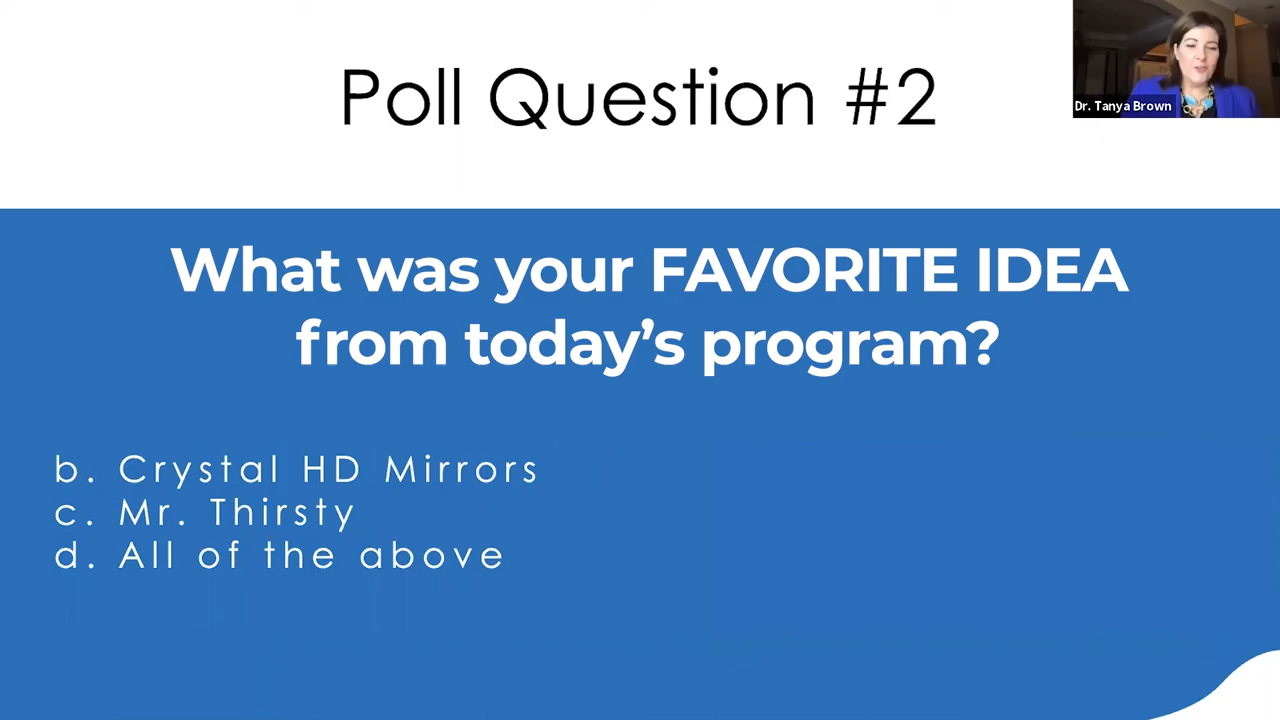 Poll Question #2
Dr. Tanya Brown
What was your FAVORITE IDEA
from today's program?
b. Crystal HD Mirrors
c. Mr. Thirsty
d. All of the above